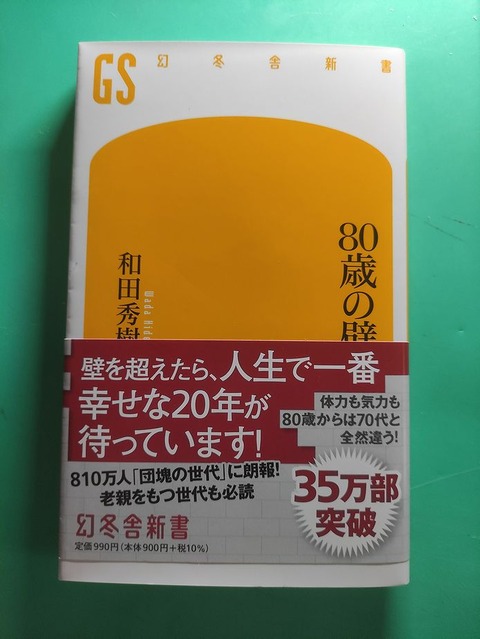 GS 幻冬舎新書
80歳の壁
和田秀樹
Wada Hide
壁を超えたら、人生で一番
幸せな20年が
待っています!
体力も気力も
80歳からは70代と
全然違う!
810万人「団塊の世代」に朗報!
老親をもつ世代も必読
35万部
突破
幻冬舎新書
定価990円(本体900円+税10%)